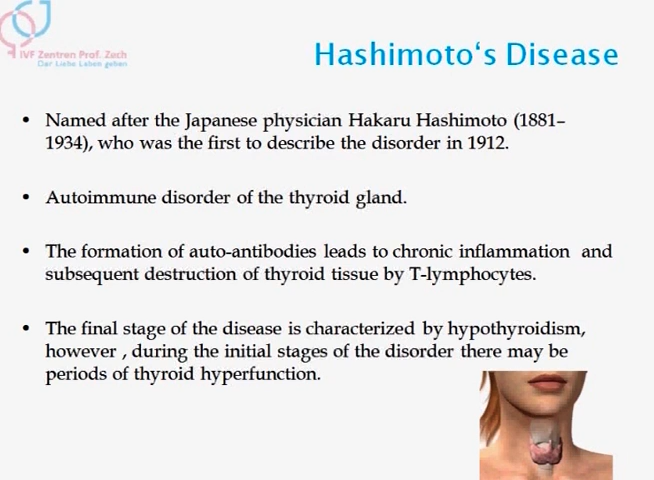 IVF Zentren Prof. Zech
Der Liebe Leben geben
Hashimoto‘s Disease
• Named after the Japanese physician Hakaru Hashimoto (1881–
1934), who was the first to describe the disorder in 1912.
• Autoimmune disorder of the thyroid gland.
• The formation of auto-antibodies leads to chronic inflammation and
subsequent destruction of thyroid tissue by T-lymphocytes.
• The final stage of the disease is characterized by hypothyroidism,
however , during the initial stages of the disorder there may be
periods of thyroid hyperfunction.